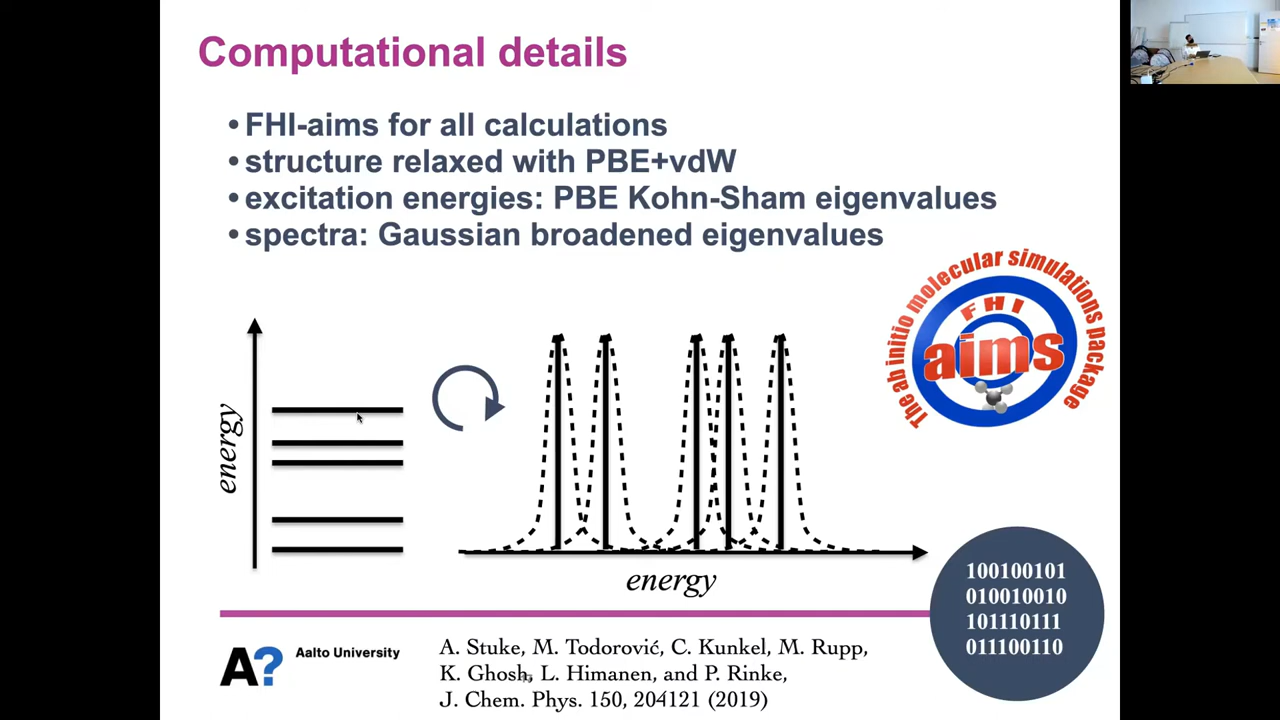 Computational details
• FHI-aims for all calculations
• structure relaxed with PBE+vdW
• excitation energies: PBE Kohn-Sham eigenvalues
• spectra: Gaussian broadened eigenvalues
The ab initio molecular simulations package
FHI
aims
energy
energy
100100101
010010010
101110111
011100110
A?
Aalto University
A. Stuke, M. Todorović, C. Kunkel, M. Rupp,
K. Ghosh, L. Himanen, and P. Rinke,
J. Chem. Phys. 150, 204121 (2019)